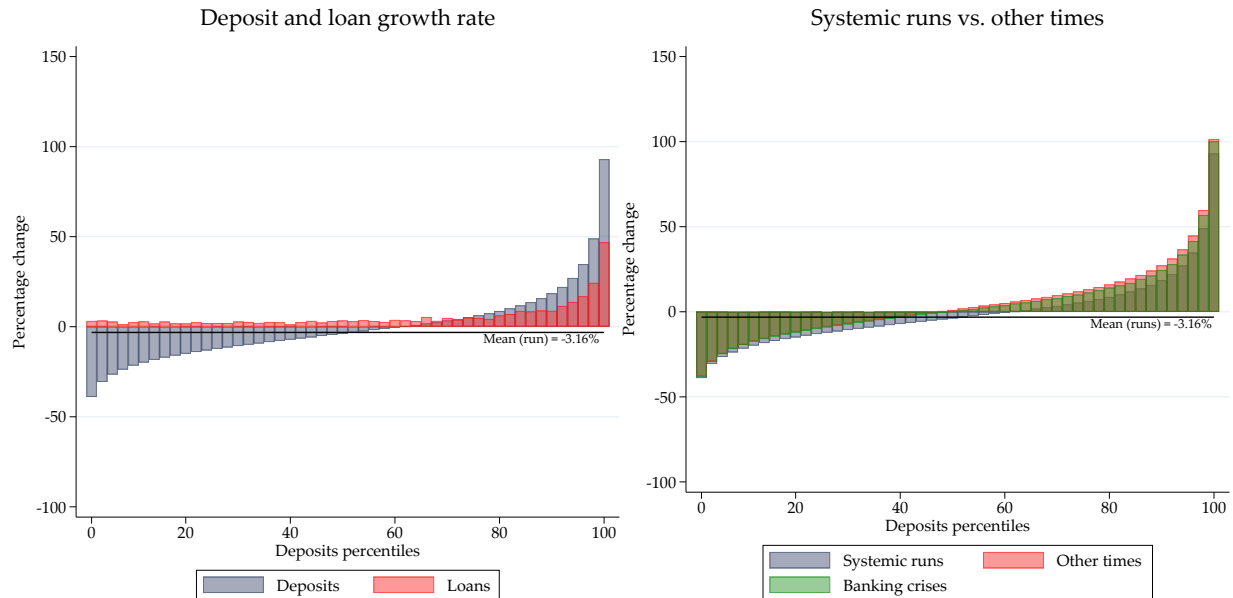 Deposit and loan growth rate
Percentage change
150
100
50
0
-50
-100
Mean (run) = -3.16%
0 20 40 60 80 100
Deposits percentiles
Deposits Loans
Systemic runs vs. other times
Percentage change
150
100
50
0
-50
-100
Mean (runs) = -3.16%
0 20 40 60 80 100
Deposits percentiles
Systemic runs Other times
Banking crises